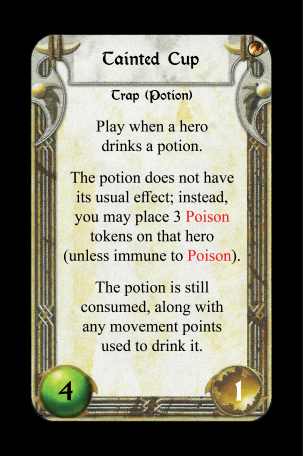 Tainted Cup
Trap (Potion)
Play when a hero
drinks a potion.
The potion does not have
its usual effect; instead,
you may place 3 Poison
tokens on that hero
(unless immune to Poison).
The potion is still
consumed, along with
any movement points
used to drink it.
4
1